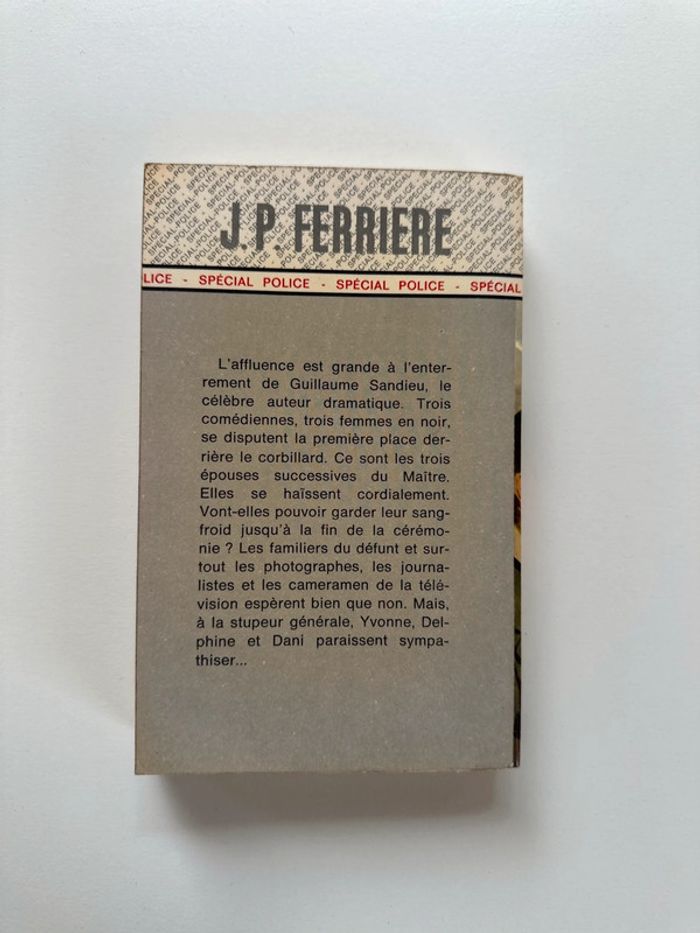 J. P. FERRIERE
LICE - SPÉCIAL POLICE - SPÉCIAL POLICE - SPÉCIAL
L'affluence est grande à l'enter-
rement de Guillaume Sandieu, le
célèbre auteur dramatique. Trois
comédiennes, trois femmes en noir,
se disputent la première place der-
rière le corbillard. Ce sont les trois
épouses successives du Maître.
Elles se haïssent cordialement.
Vont-elles pouvoir garder leur sang-
froid jusqu'à la fin de la cérémo-
nie ? Les familiers du défunt et sur-
tout les photographes, les journa-
listes et les cameramen de la télé-
vision espèrent bien que non. Mais,
à la stupeur générale, Yvonne, Del-
phine et Dani paraissent sympa-
thiser...